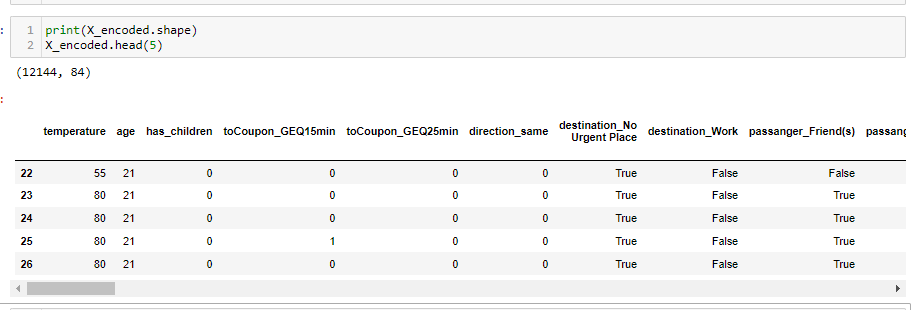 :
1 print(X_encoded.shape)
2 X_encoded.head(5)
(12144, 84)
:
temperature age has_children toCoupon_GEQ15min toCoupon_GEQ25min direction_same destination_No Urgent Place destination_Work passanger_Friend(s) passang
22 55 21 0 0 0 0 True False False
23 80 21 0 0 0 0 True False True
24 80 21 0 0 0 0 True False True
25 80 21 0 1 0 0 True False True
26 80 21 0 0 0 0 True False True